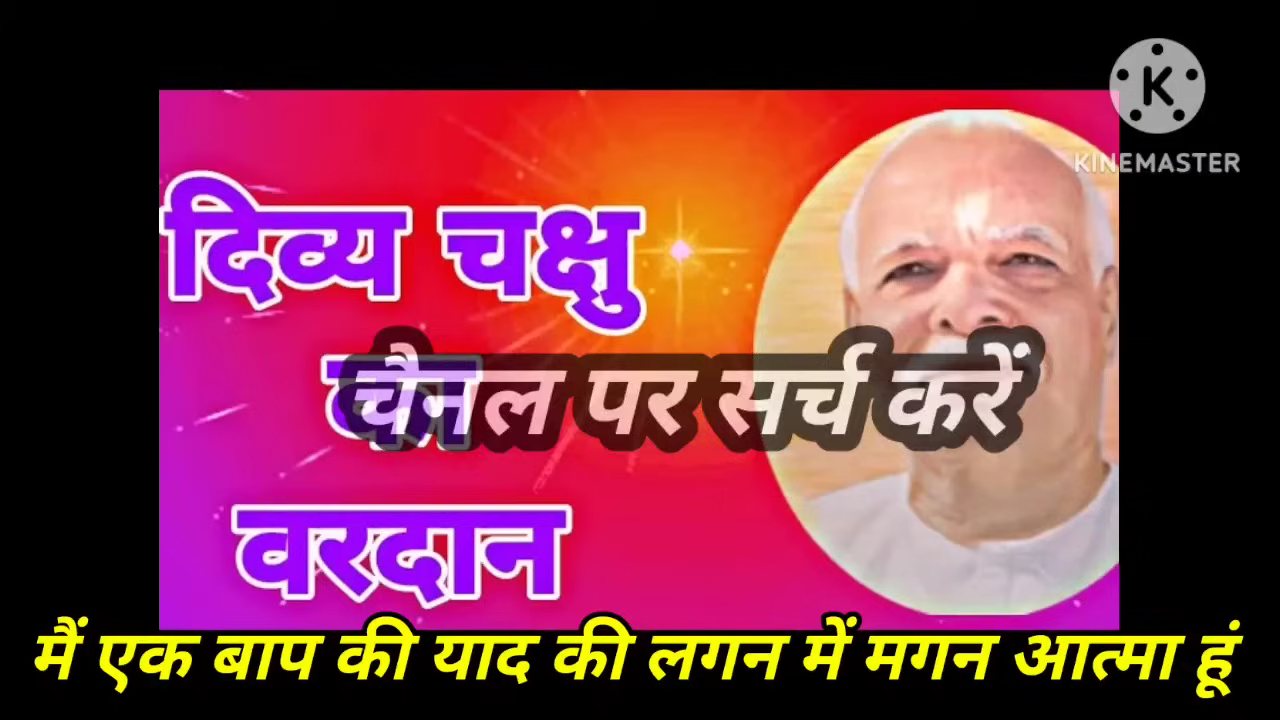 KINEMASTER
दिव्य चक्षु
चैनल पर सर्च करें
वरदान
मैं एक बाप की याद की लगन में मगन आत्मा हूं